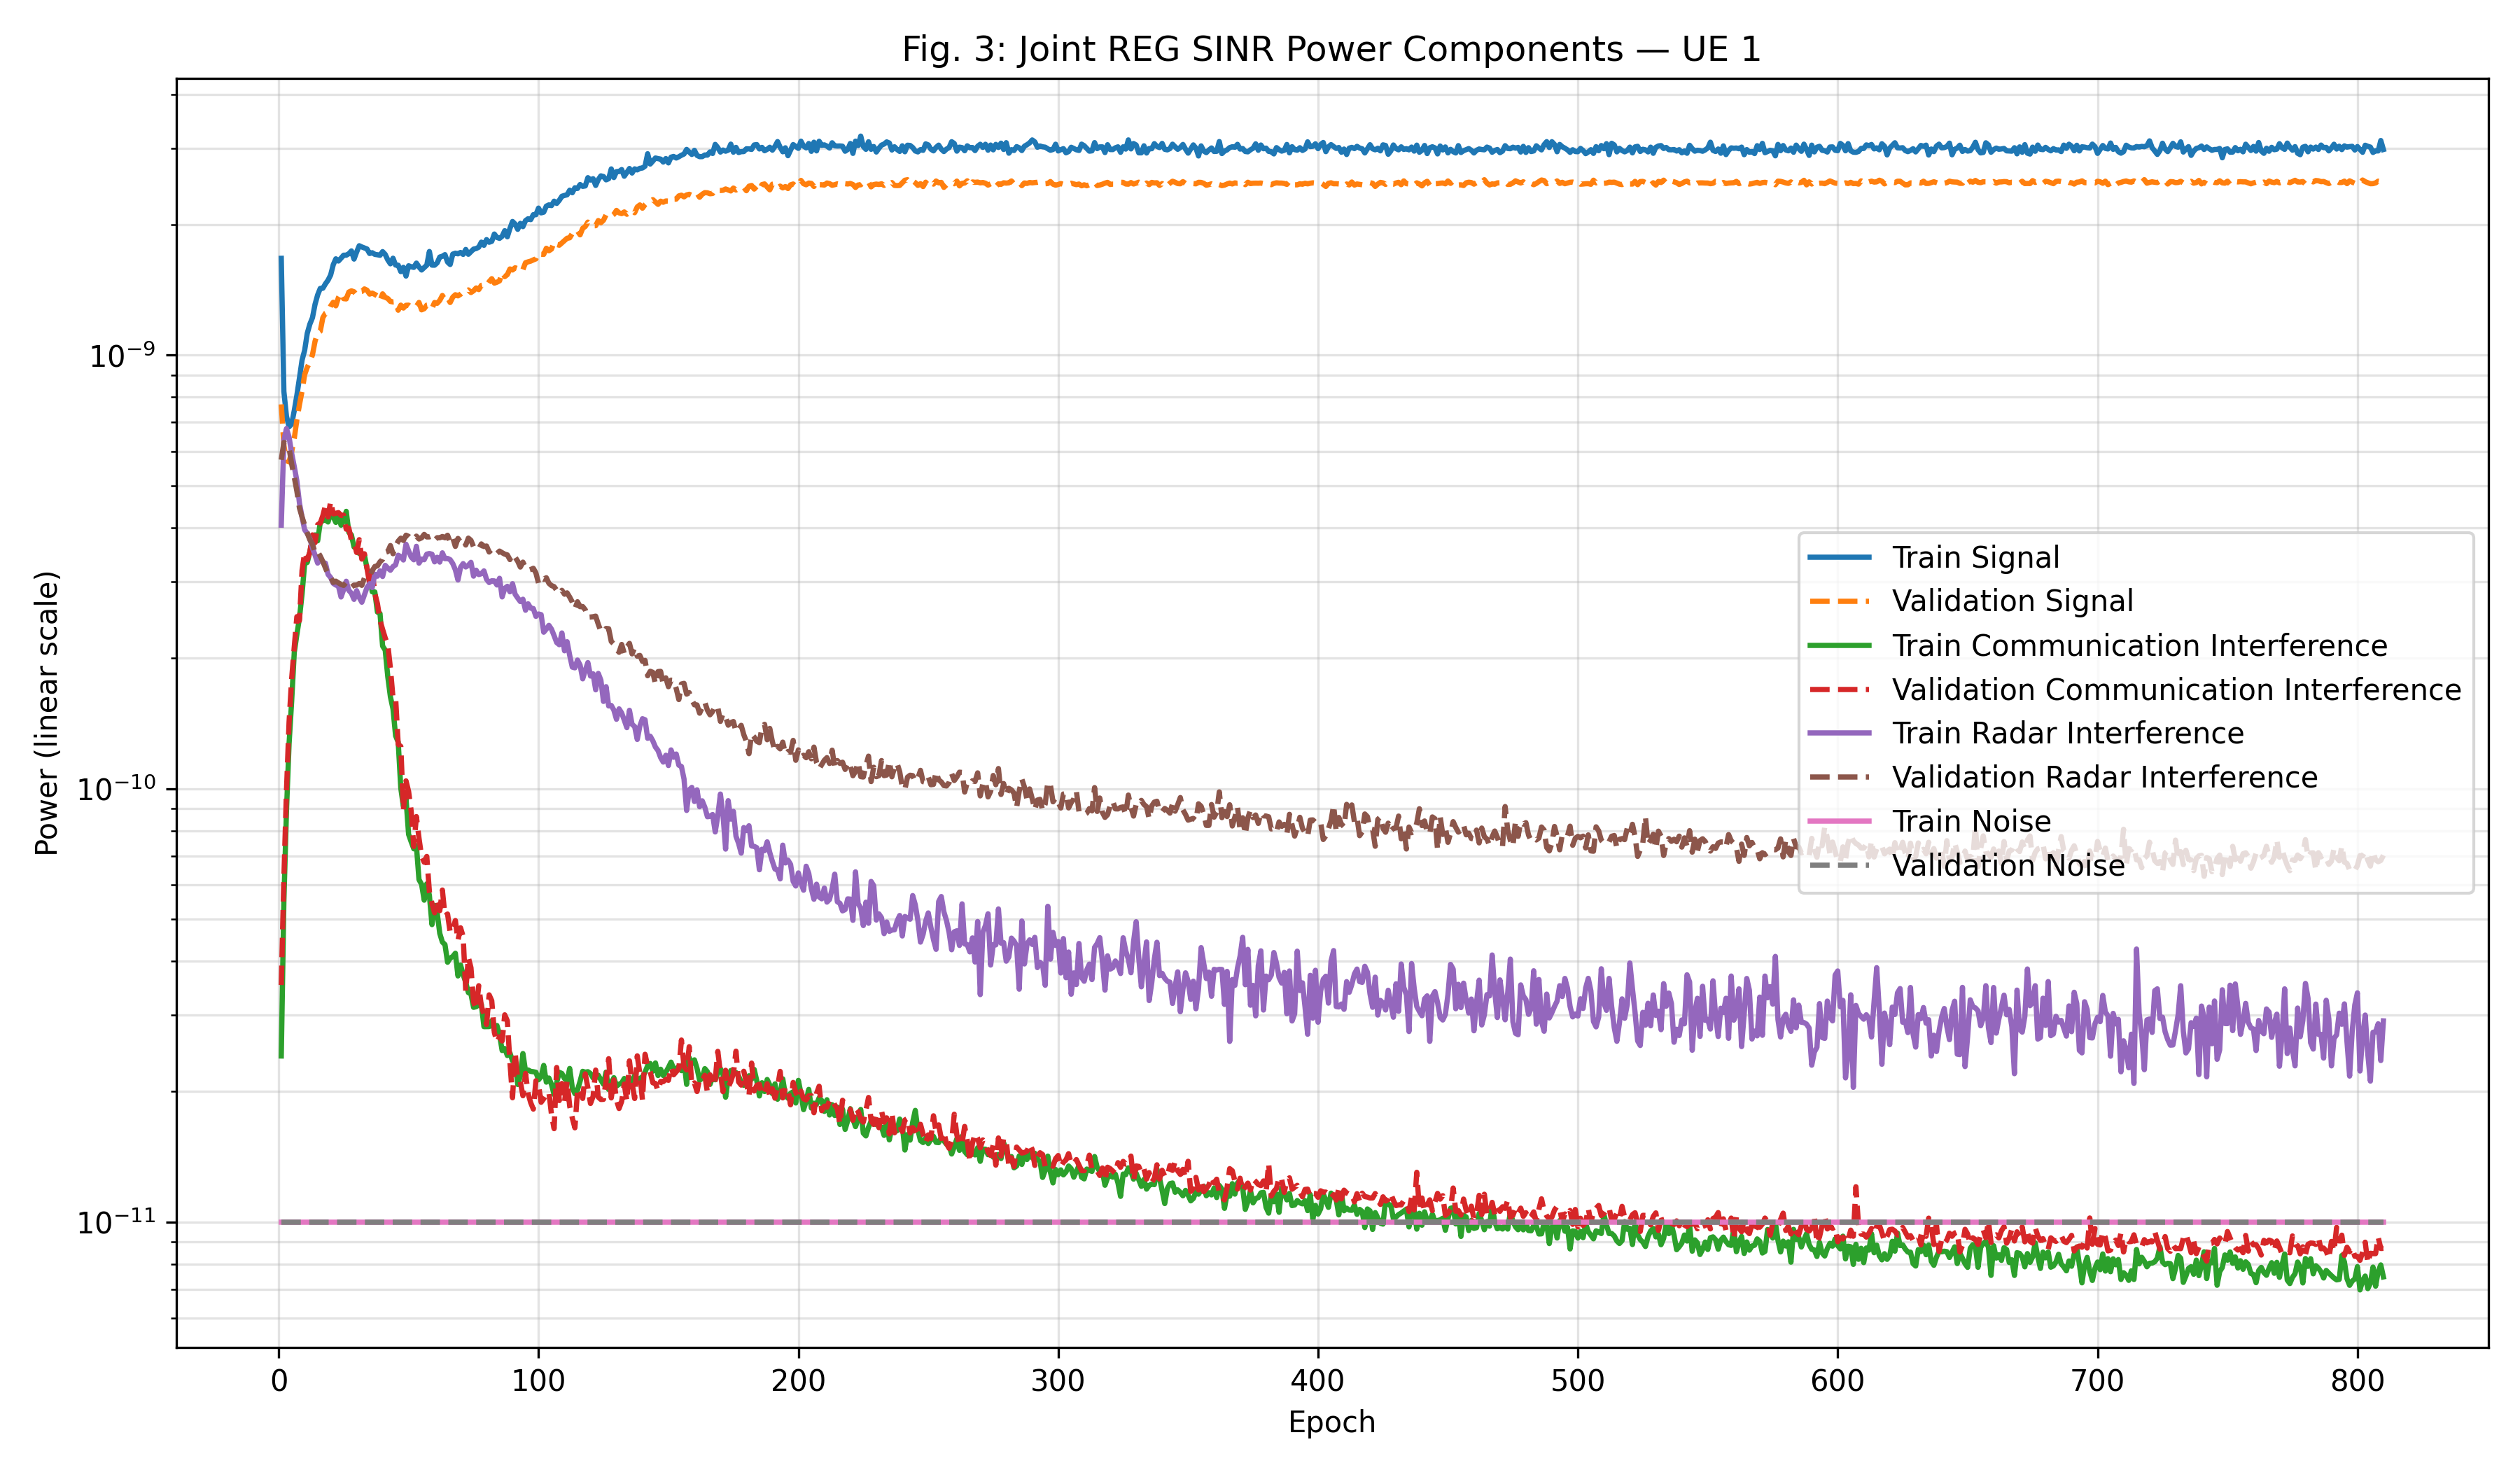 Fig. 3: Joint REG SINR Power Components — UE 1
Power (linear scale)
10⁻⁹
10⁻¹⁰
10⁻¹¹
Train Signal
Validation Signal
Train Communication Interference
Validation Communication Interference
Train Radar Interference
Validation Radar Interference
Train Noise
Validation Noise
0 100 200 300 400 500 600 700 800
Epoch